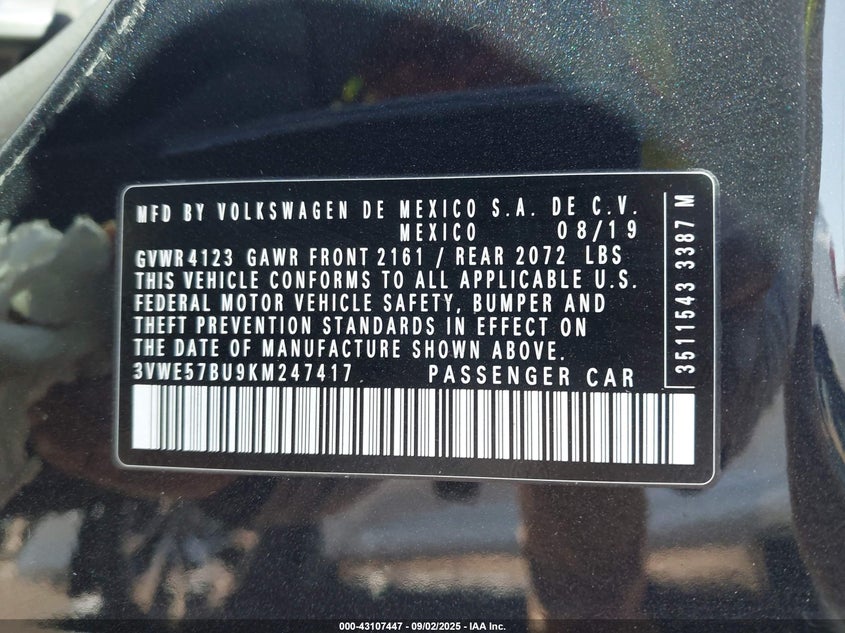 MFD BY VOLKSWAGEN DE MEXICO S.A. DE C.V.
MEXICO 08/19
GVWR 4123 GAWR FRONT 2161 / REAR 2072 LBS
THIS VEHICLE CONFORMS TO ALL APPLICABLE U.S.
FEDERAL MOTOR VEHICLE SAFETY, BUMPER AND
THEFT PREVENTION STANDARDS IN EFFECT ON
THE DATE OF MANUFACTURE SHOWN ABOVE.
3VWE57BU9KM247417 PASSENGER CAR
3511543 3387 M
000-43107447 - 09/02/2025 - IAA Inc.